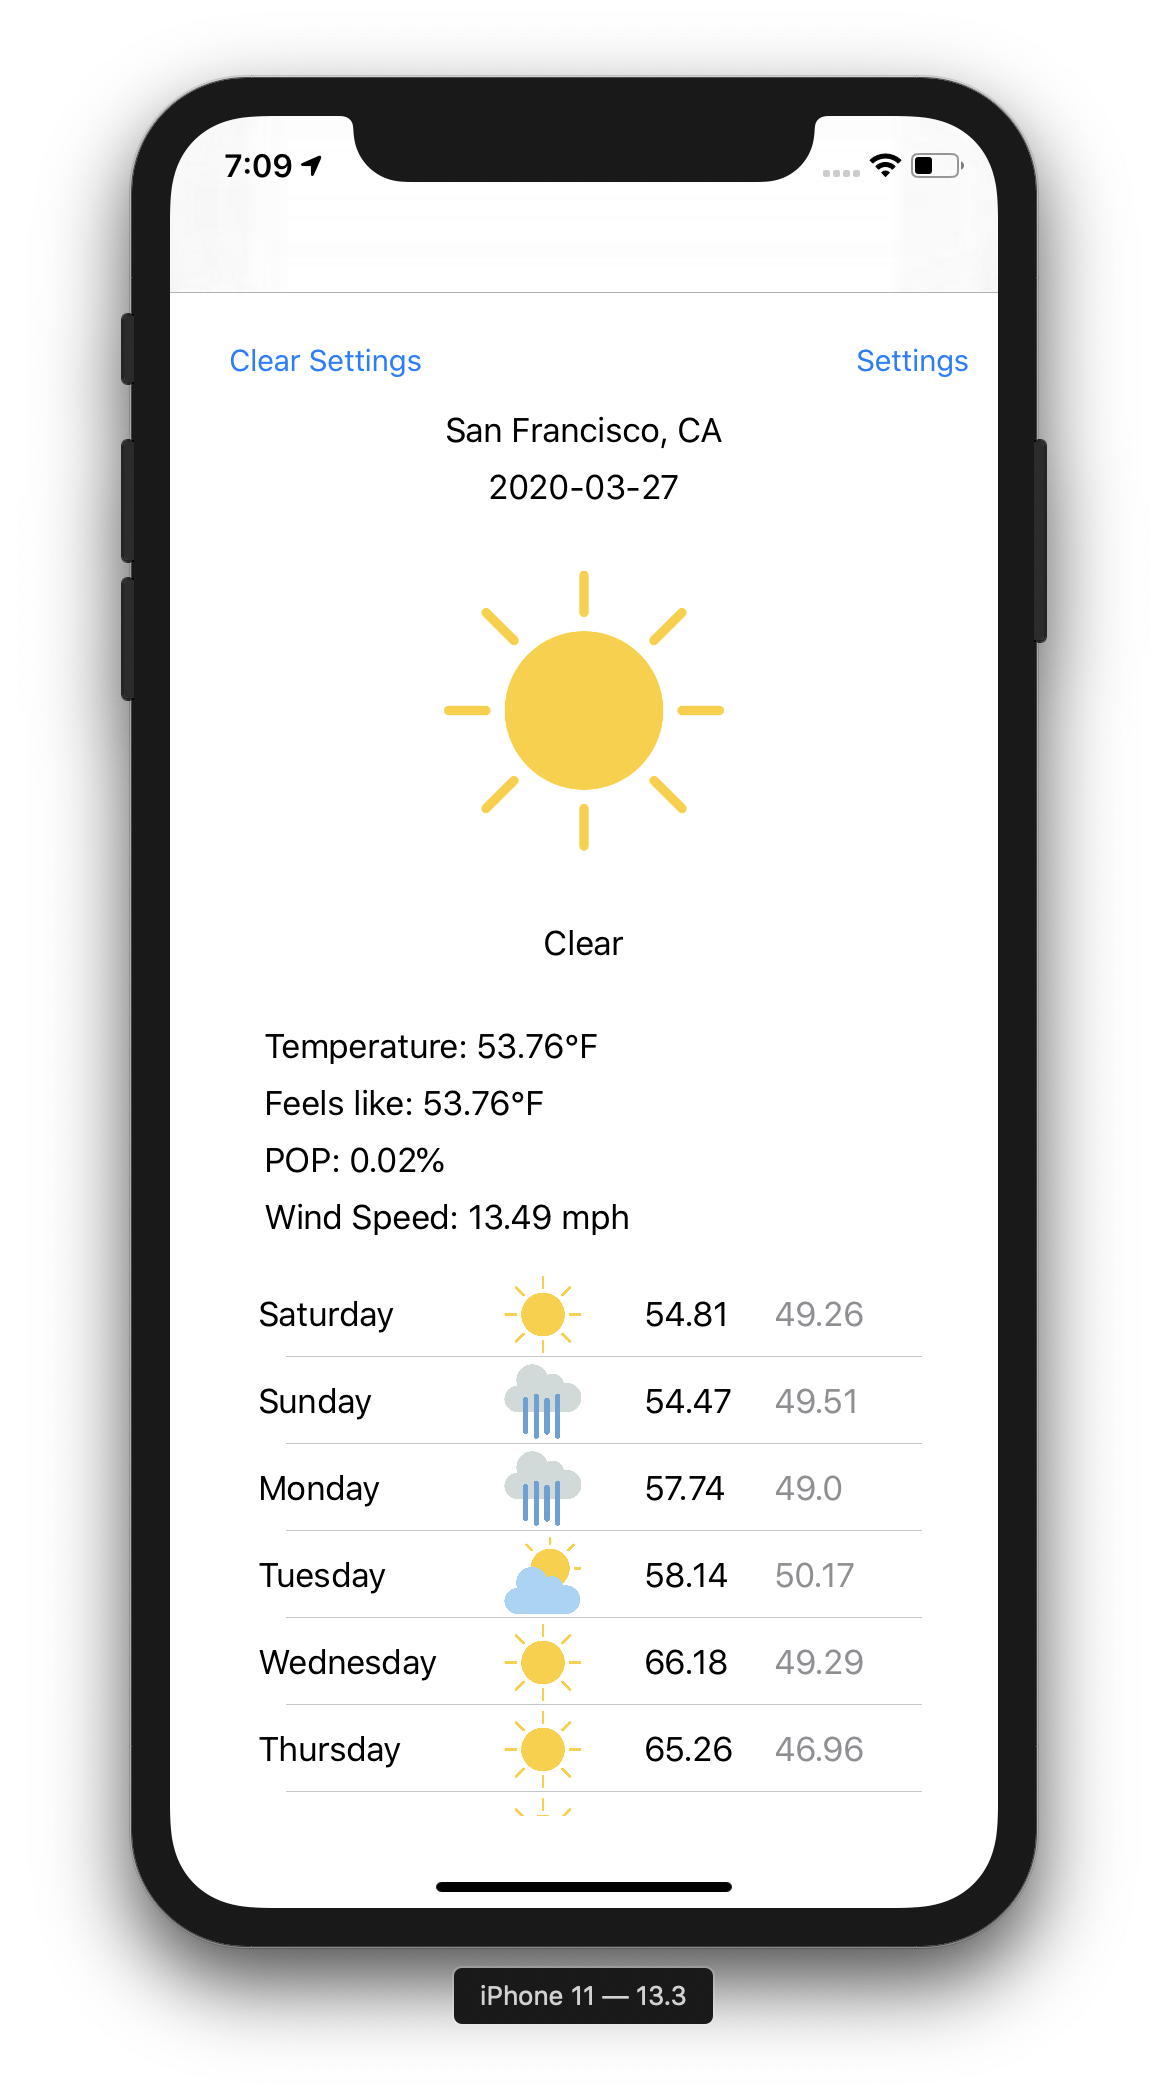 7:09
Clear Settings Settings
San Francisco, CA
2020-03-27
Clear
Temperature: 53.76°F
Feels like: 53.76°F
POP: 0.02%
Wind Speed: 13.49 mph
Saturday 54.81 49.26
Sunday 54.47 49.51
Monday 57.74 49.0
Tuesday 58.14 50.17
Wednesday 66.18 49.29
Thursday 65.26 46.96
iPhone 11 — 13.3